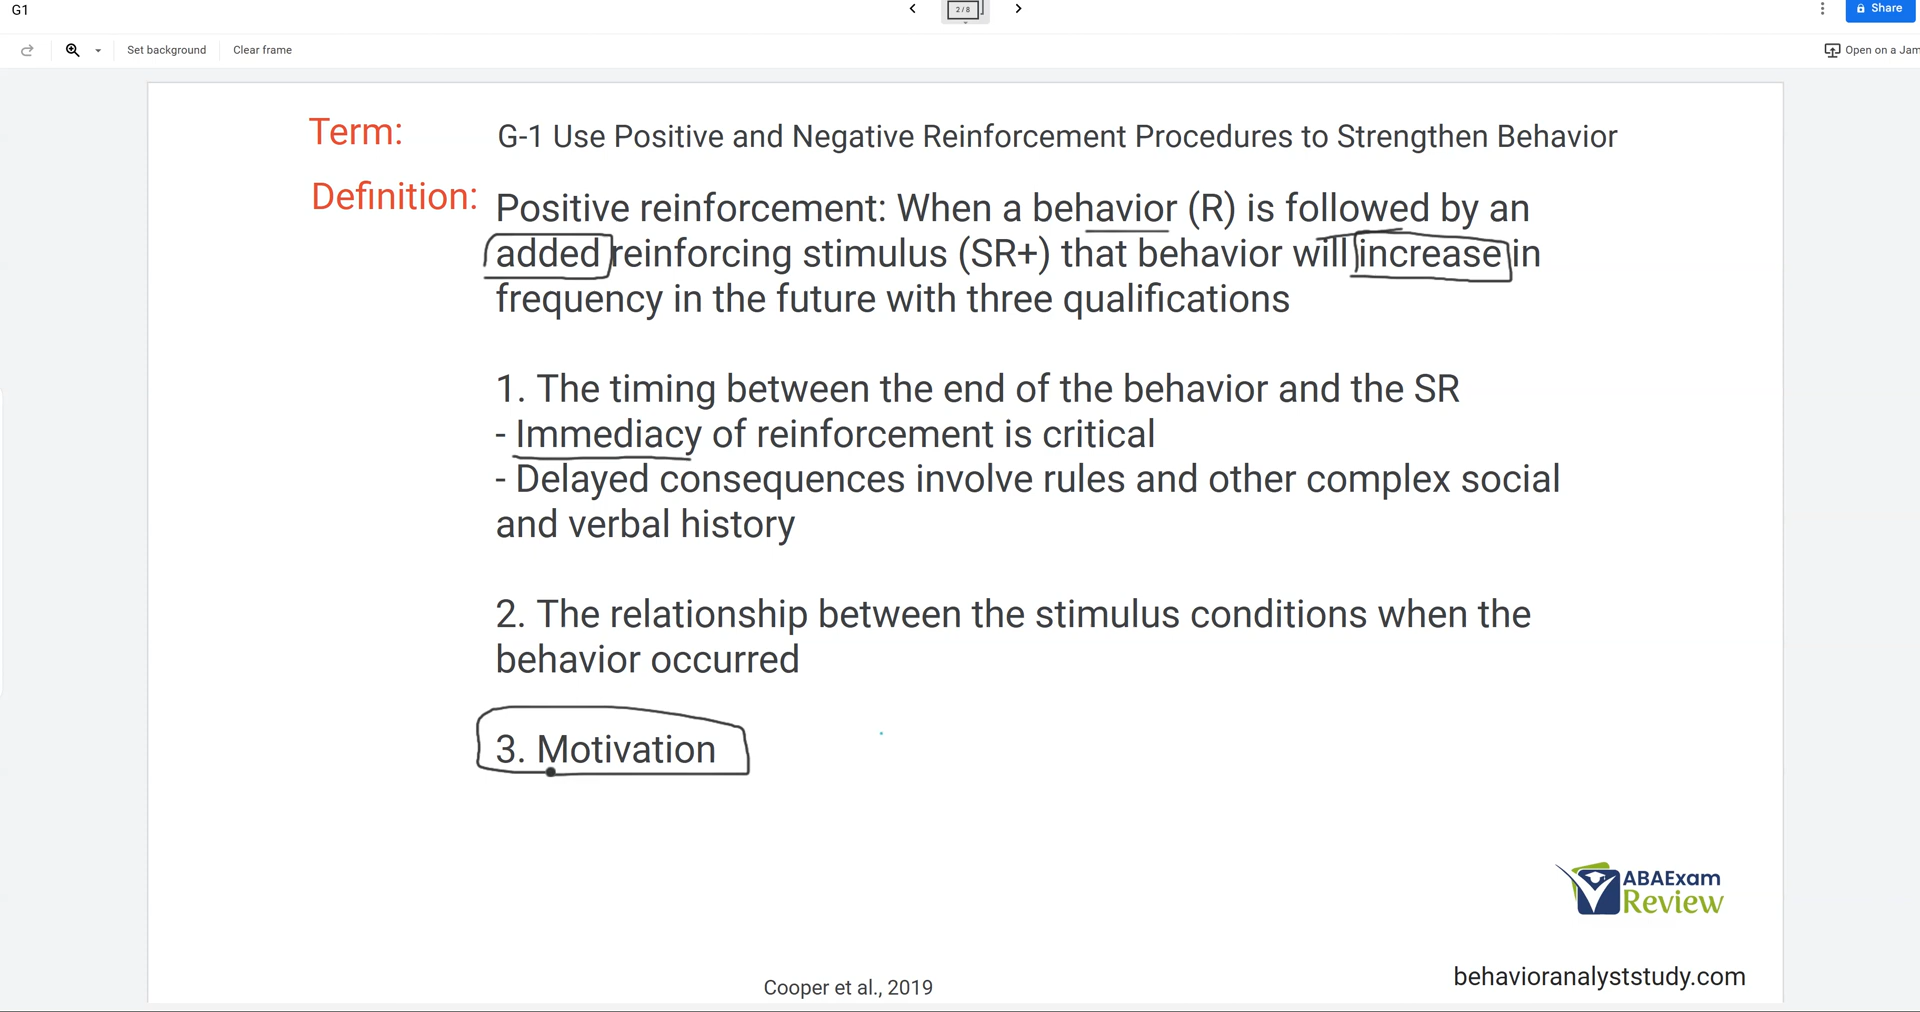 G1
2 / 8
Share
Set background
Clear frame
Open on a Jam
Term:
G-1 Use Positive and Negative Reinforcement Procedures to Strengthen Behavior
Definition:
Positive reinforcement: When a behavior (R) is followed by an
added reinforcing stimulus (SR+) that behavior will increase in
frequency in the future with three qualifications
1. The timing between the end of the behavior and the SR
- Immediacy of reinforcement is critical
- Delayed consequences involve rules and other complex social
and verbal history
2. The relationship between the stimulus conditions when the
behavior occurred
3. Motivation
ABAExam
Review
behavioranalyststudy.com
Cooper et al., 2019